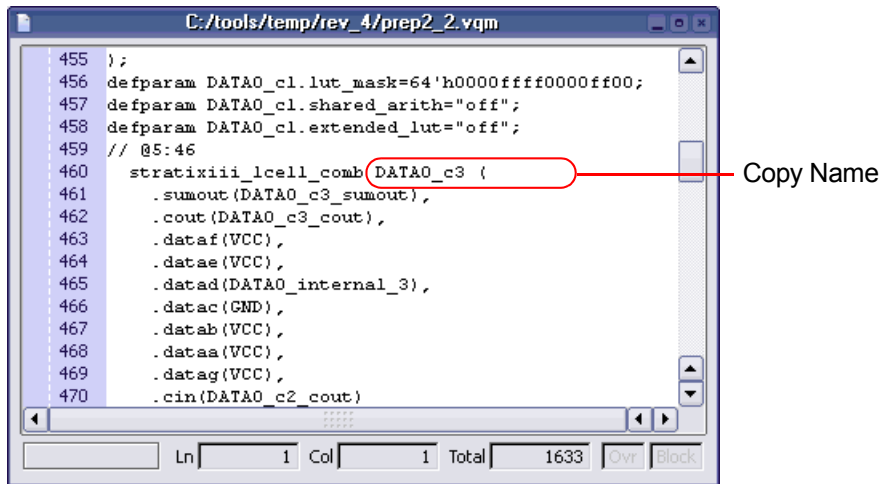 C:/tools/temp/rev_4/prep2_2.vqm
455 );
456 defparam DATA0_c1.lut_mask=64'h0000ffff0000ff00;
457 defparam DATA0_c1.shared_arith="off";
458 defparam DATA0_c1.extended_lut="off";
459 // @5:46
460 stratixiii_lcell_comb DATA0_c3 (
Copy Name
461 .sumout(DATA0_c3_sumout),
462 .cout(DATA0_c3_cout),
463 .dataf(VCC),
464 .datae(VCC),
465 .datad(DATA0_internal_3),
466 .datac(GND),
467 .datab(VCC),
468 .dataa(VCC),
469 .datag(VCC),
470 .cin(DATA0_c2_cout)
Ln 1 Col 1 Total 1633 Ovr Block